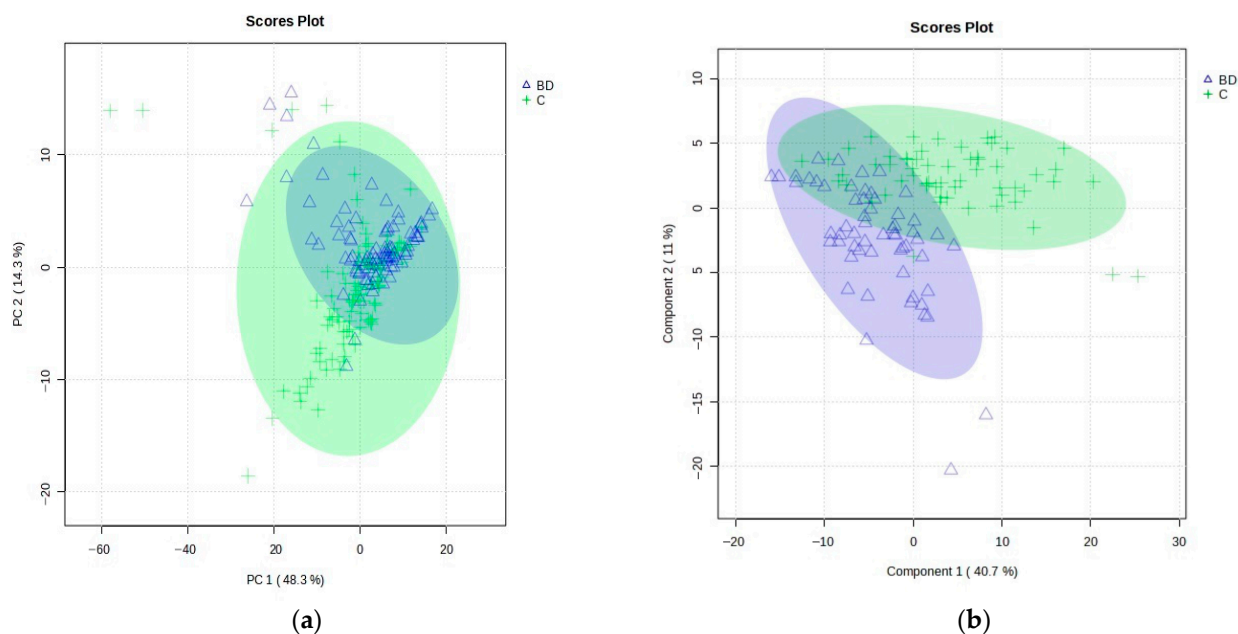 Scores Plot
BD
C
PC 2 ( 14.3 %)
10
0
−10
−20
−60
−40
−20
0
20
PC 1 ( 48.3 %)
(a)
Scores Plot
BD
C
Component 2 ( 11 %)
10
5
0
5
−10
−15
−20
−20
−10
0
10
20
30
Component 1 ( 40.7 %)
(b)